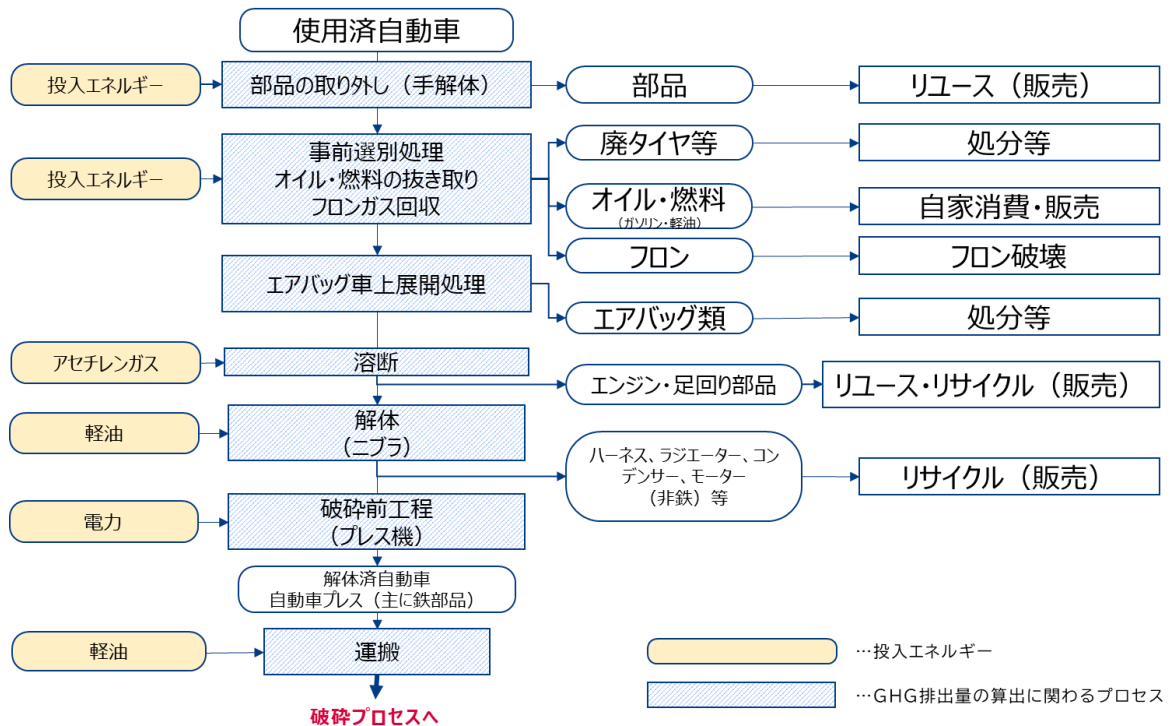 使用済自動車
投入エネルギー
部品の取り外し（手解体）
部品
リユース（販売）
投入エネルギー
事前選別処理
オイル・燃料の抜き取り
フロンガス回収
廃タイヤ等
処分等
オイル・燃料
（ガソリン・軽油）
自家消費・販売
フロン
フロン破壊
エアバッグ車上展開処理
エアバッグ類
処分等
アセチレンガス
溶断
エンジン・足回り部品
リユース・リサイクル（販売）
軽油
解体
（ニブラ）
ハーネス、ラジエーター、コン
デンサー、モーター
（非鉄）等
リサイクル（販売）
電力
破砕前工程
（プレス機）
解体済自動車
自動車プレス（主に鉄部品）
軽油
運搬
破砕プロセスへ
…投入エネルギー
…GHG排出量の算出に関わるプロセス